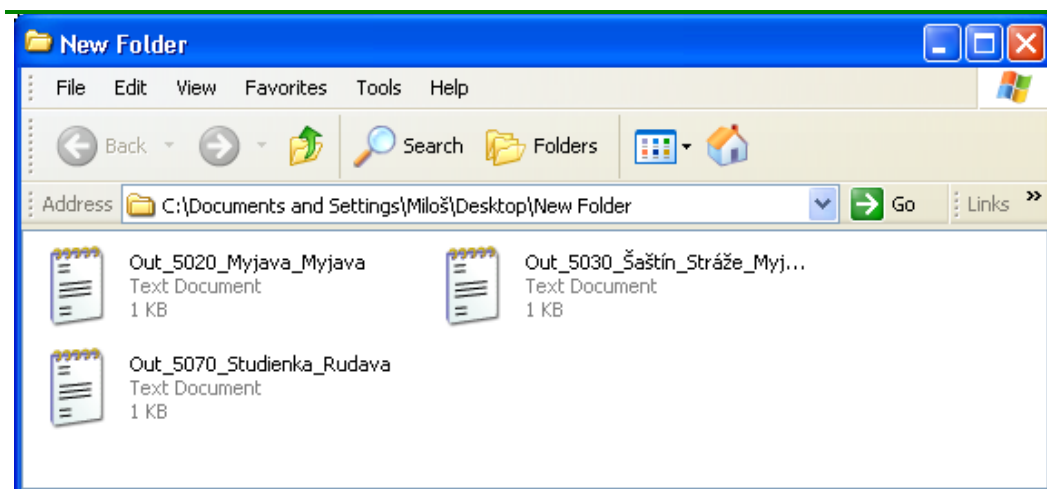 New Folder
File Edit View Favorites Tools Help
Back Search Folders
Address C:\Documents and Settings\Miloš\Desktop\New Folder Go Links »
Out_5020_Myjava_Myjava
Text Document
1 KB
Out_5030_Šaštín_Stráže_Myj...
Text Document
1 KB
Out_5070_Studienka_Rudava
Text Document
1 KB